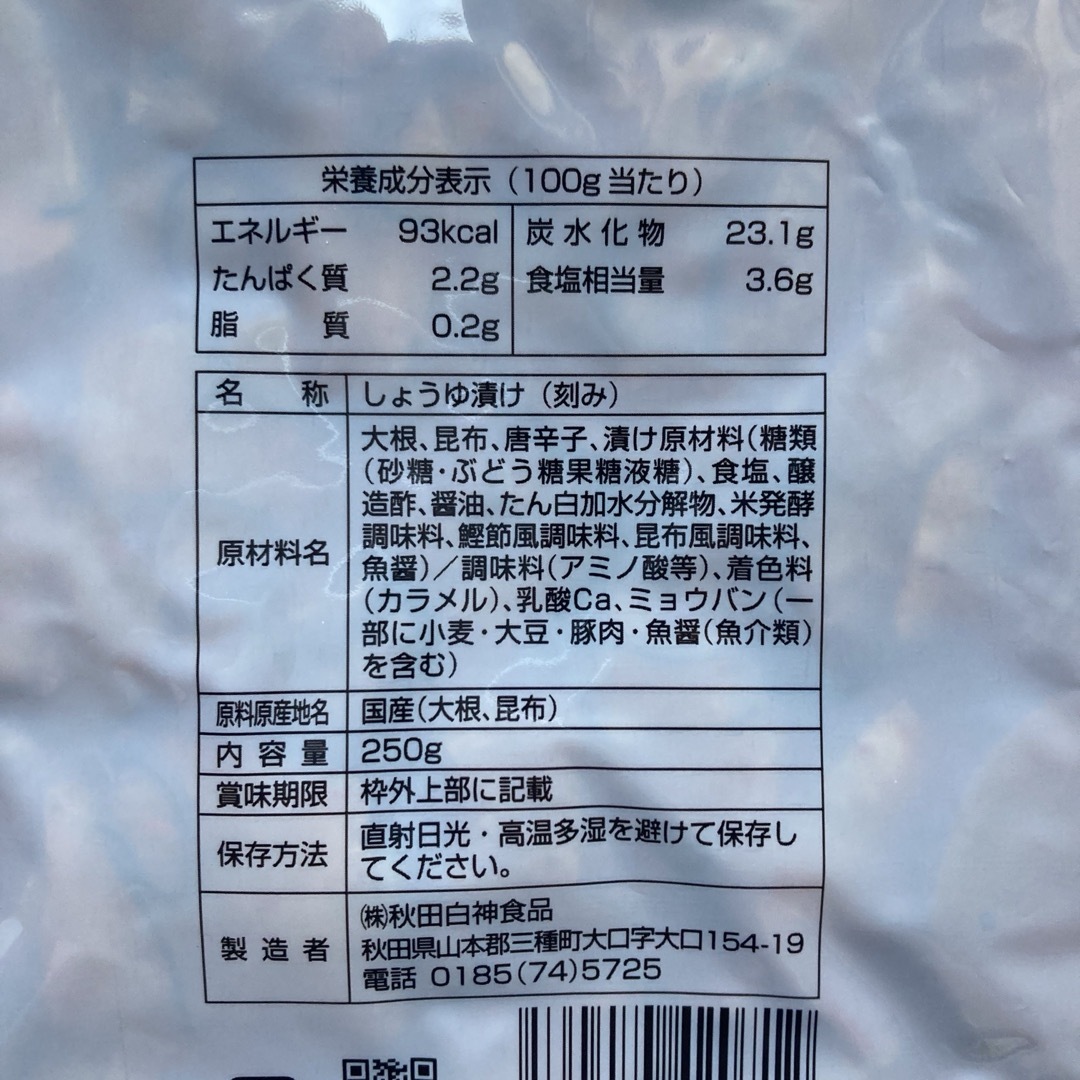 栄養成分表示（100g当たり）
エネルギー 93kcal
たんぱく質 2.2g
脂質 0.2g
炭水化物 23.1g
食塩相当量 3.6g
名称 しょうゆ漬け（刻み）
原材料名
大根、昆布、唐辛子、漬け原材料（糖類
（砂糖・ぶどう糖果糖液糖）、食塩、醸
造酢、醤油、たん白加水分解物、米発酵
調味料、鰹節風調味料、昆布風調味料、
魚醤）／調味料（アミノ酸等）、着色料
（カラメル）、乳酸Ca、ミョウバン（一
部に小麦・大豆・豚肉・魚醤（魚介類）
を含む）
原料原産地名 国産（大根、昆布）
内容量 250g
賞味期限 枠外上部に記載
保存方法
直射日光・高温多湿を避けて保存し
てください。
製造者
㈱秋田白神食品
秋田県山本郡三種町大口字大口154-19
電話 0185(74)5725